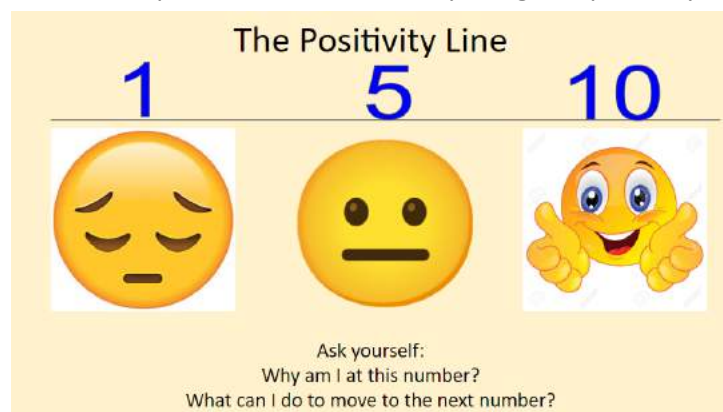 The Positivity Line
1 5 10
Ask yourself:
Why am I at this number?
What can I do to move to the next number?